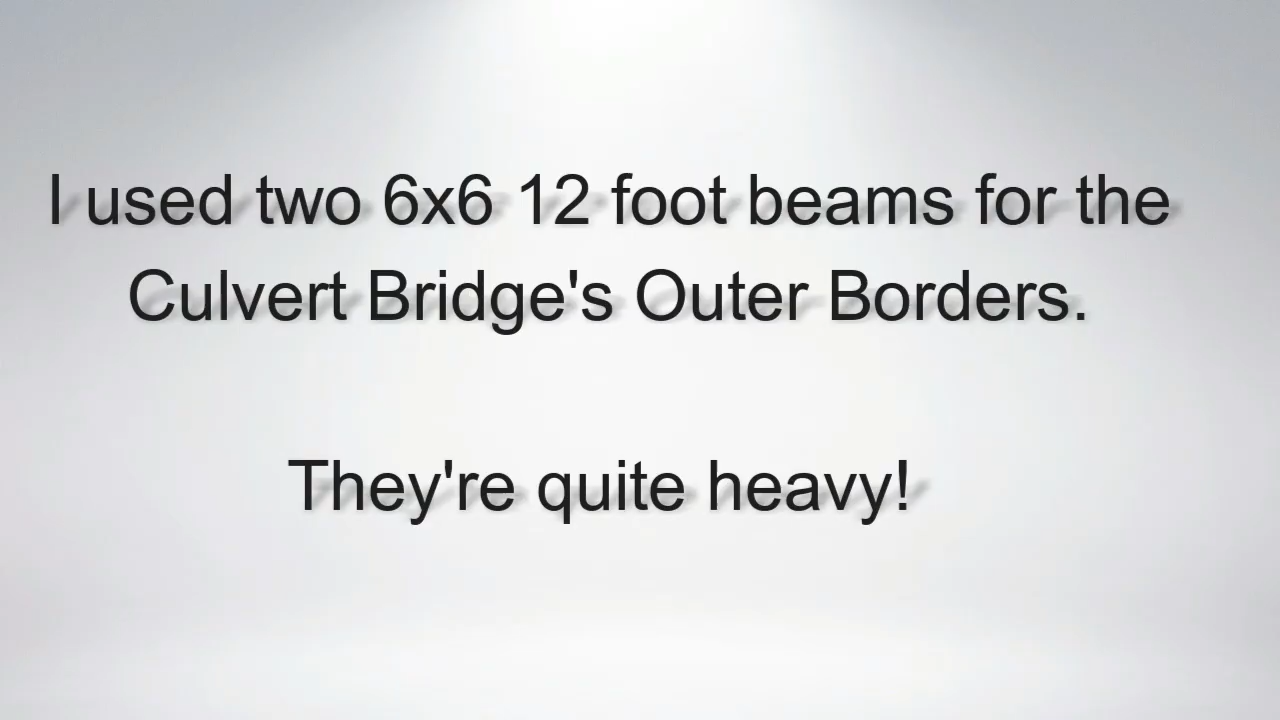 I used two 6x6 12 foot beams for the
Culvert Bridge's Outer Borders.
They're quite heavy!